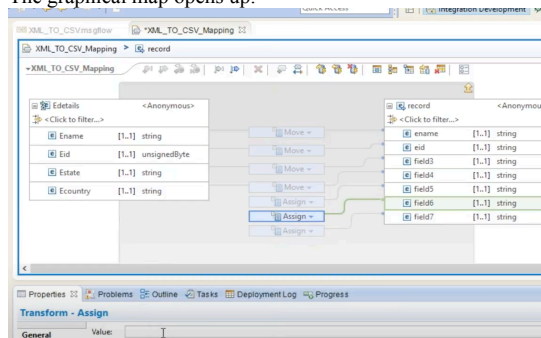 The graphical map opens up.
Quick Access
Integration Development
XML_TO_CSV.msgflow
*XML_TO_CSV_Mapping
XML_TO_CSV_Mapping > record
XML_TO_CSV_Mapping
Edetails <Anonymous>
<Click to filter...>
Ename [1..1] string
Eid [1..1] unsignedByte
Estate [1..1] string
Ecountry [1..1] string
Move
Move
Move
Move
Assign
Assign
Assign
record <Anonymou
<Click to filter...>
ename [1..1] string
eid [1..1] string
field3 [1..1] string
field4 [1..1] string
field5 [1..1] string
field6 [1..1] string
field7 [1..1] string
Properties Problems Outline Tasks Deployment Log Progress
Transform - Assign
General Value: